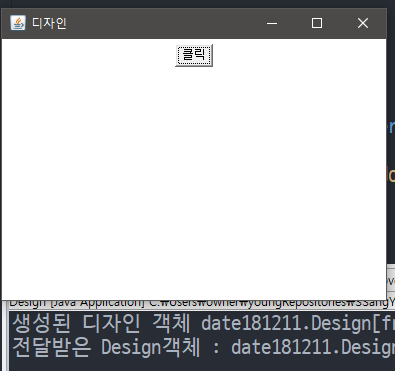 디자인
클릭
Design [Java Application] C:₩Users₩owner₩youngRepositories₩SsangY
생성된 디자인 객체 date181211.Design[fr
전달받은 Design객체 : date181211.Design